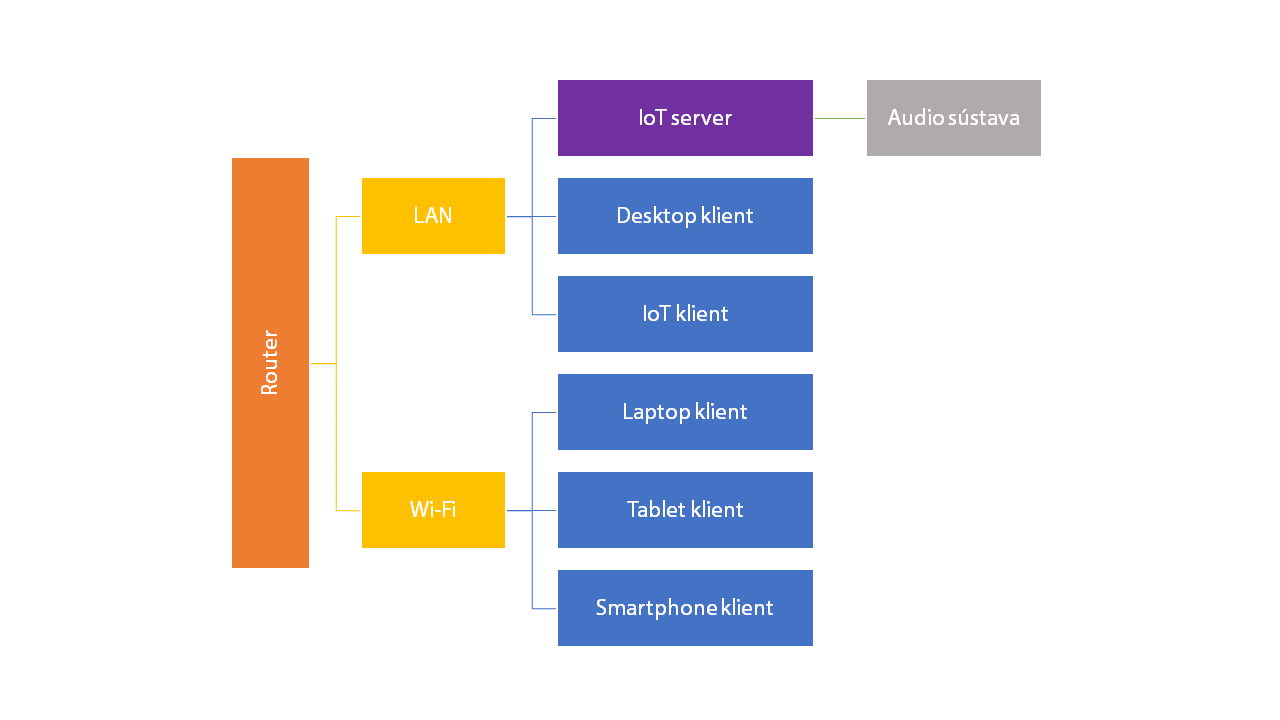 Router
LAN
IoT server
Audio sústava
Desktop klient
IoT klient
Wi-Fi
Laptop klient
Tablet klient
Smartphone klient